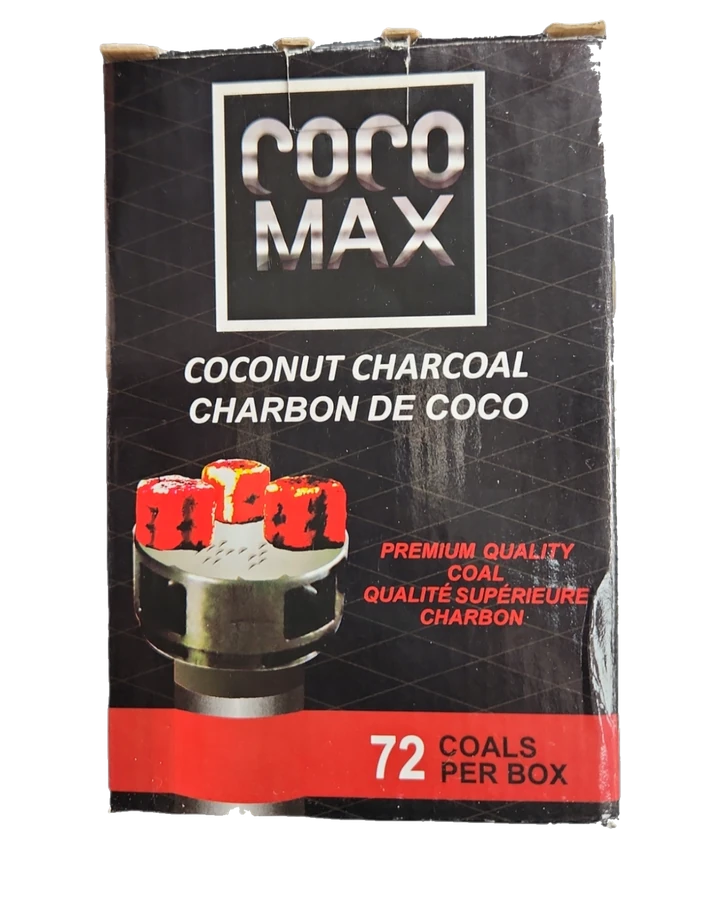 COCO
MAX
COCONUT CHARCOAL
CHARBON DE COCO
PREMIUM QUALITY
COAL
QUALITÉ SUPÉRIEURE
CHARBON
72 COALS
PER BOX